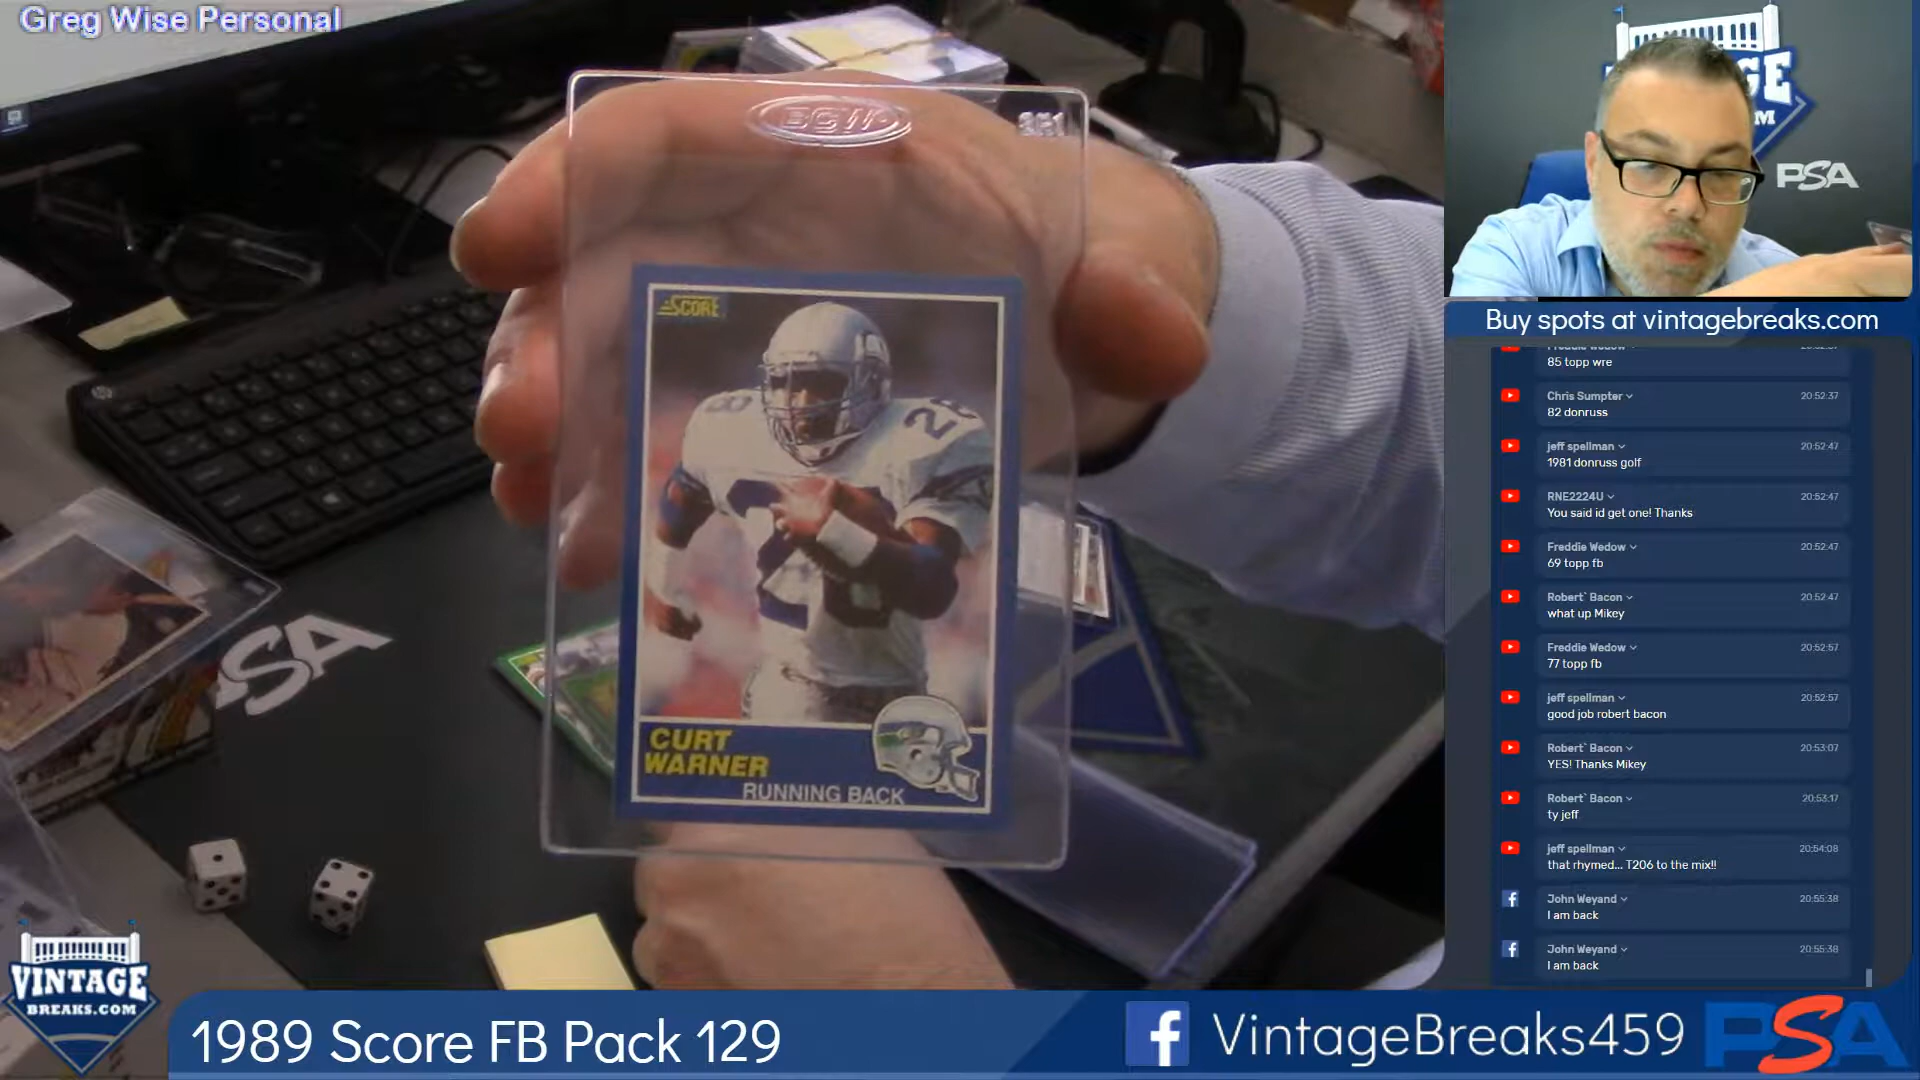 Greg Wise Personal
BCW
SCORE
28
28
CURT
WARNER
RUNNING BACK
PSA
VINTAGE
BREAKS.COM
1989 Score FB Pack 129
VintageBreaks459
PSA
PSA
Buy spots at vintagebreaks.com
85 topp wre
Chris Sumpter 20:52:37
82 donruss
jeff spellman 20:52:47
1981 donruss golf
RNE2224U 20:52:47
You said id get one! Thanks
Freddie Wedow 20:52:47
69 topp fb
Robert` Bacon 20:52:47
what up Mikey
Freddie Wedow 20:52:57
77 topp fb
jeff spellman 20:52:57
good job robert bacon
Robert` Bacon 20:53:07
YES! Thanks Mikey
Robert` Bacon 20:53:17
ty jeff
jeff spellman 20:54:08
that rhymed... T206 to the mix!!
John Weyand 20:55:38
I am back
John Weyand 20:55:38
I am back